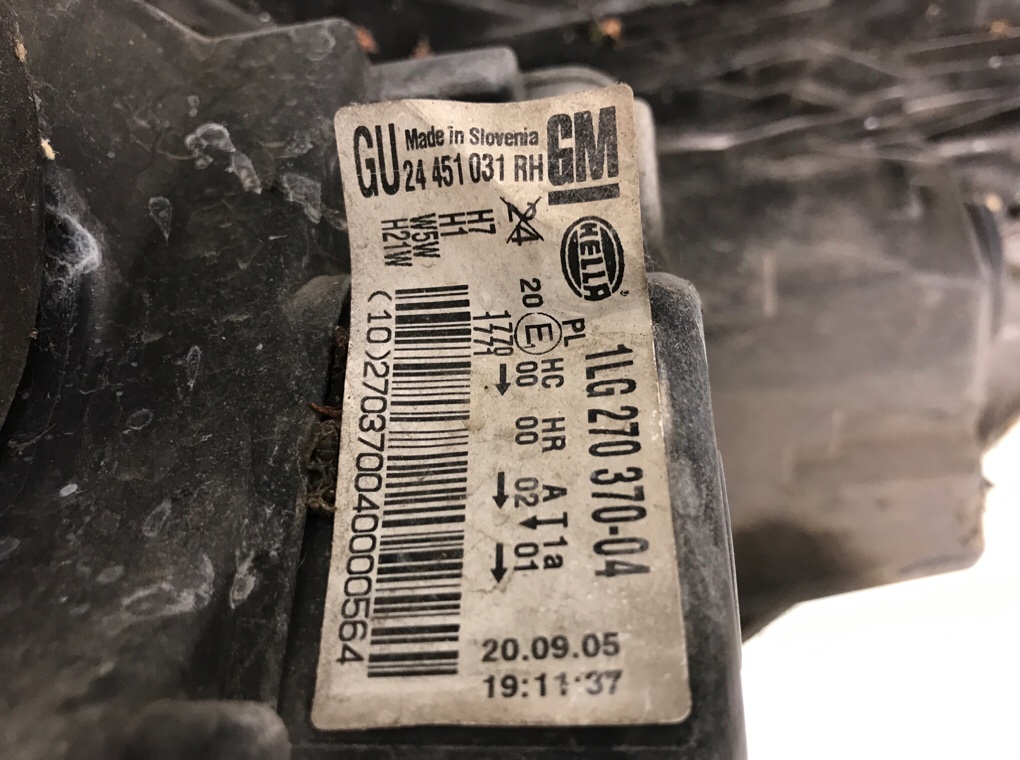 GU Made in Slovenia GM
24 451 031 RH
HELLA
1LG 270 370-04
PL
HC HR A 1a
20 E 00 00 02 01
24
H7
H1
W5W
H21W
(10)270370040000564
20.09.05
19:11:37